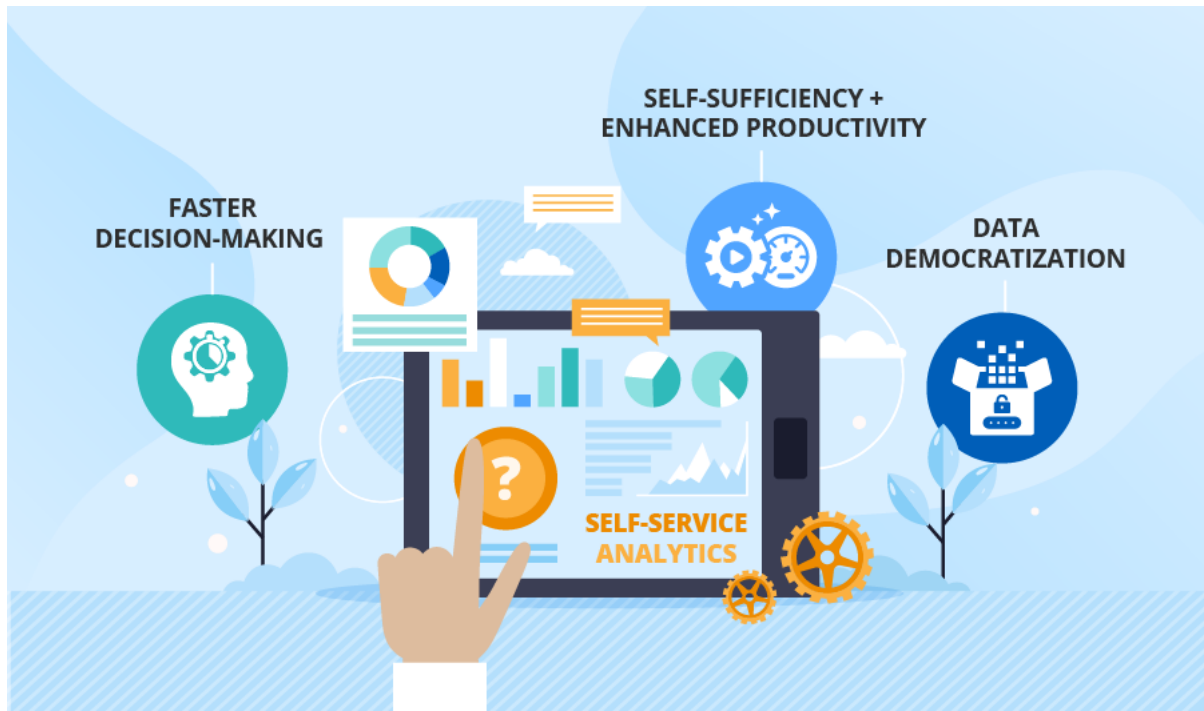 SELF-SUFFICIENCY +
ENHANCED PRODUCTIVITY
FASTER
DECISION-MAKING
DATA
DEMOCRATIZATION
?
SELF-SERVICE
ANALYTICS